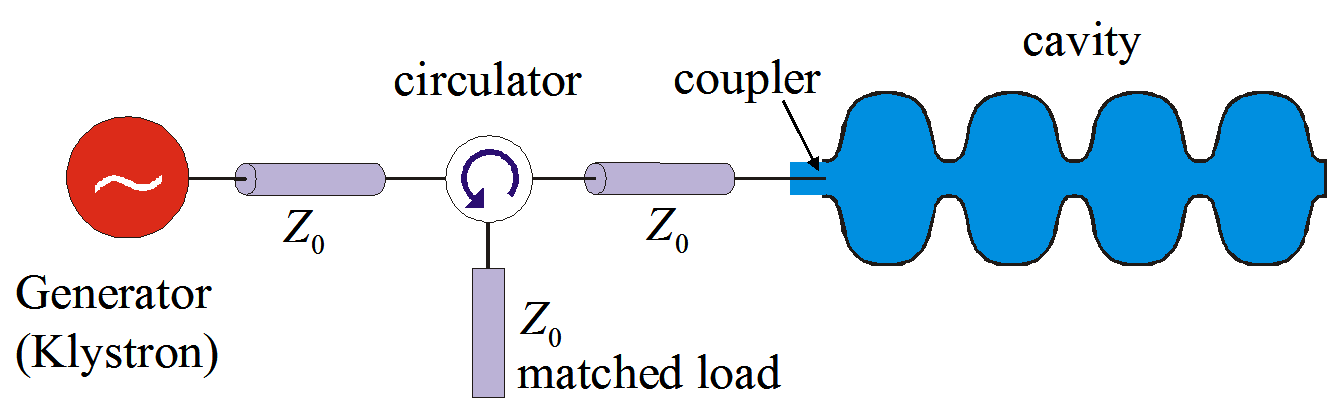 cavity
circulator
coupler
Z0
Z0
Generator
(Klystron)
Z0
matched load